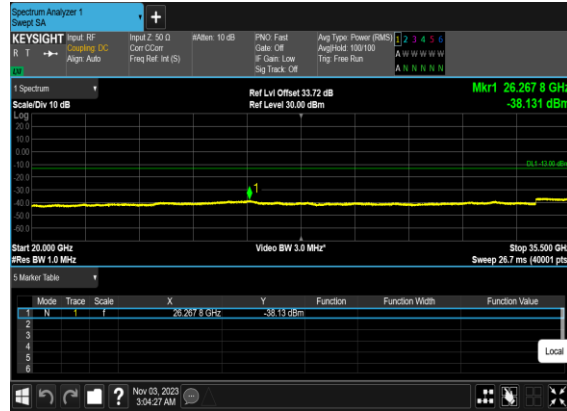 Spectrum Analyzer 1
Swept SA
KEYSIGHT Input: RF Input Z: 50 Ω #Atten: 10 dB PNO: Fast Avg Type: Power (RMS) 1 2 3 4 5 6
R T Coupling: DC Corr CCorr Gate: Off Avg|Hold: 100/100 A W W W W W
Align: Auto Freq Ref: Int (S) IF Gain: Low Trig: Free Run
Sig Track: Off A N N N N N
1 Spectrum Ref Lvl Offset 33.72 dB Mkr1 26.267 8 GHz
Scale/Div 10 dB Ref Level 30.00 dBm -38.131 dBm
Log
20.0
10.0
0.00
-10.0 DL1 -13.00 dBm
-20.0
-30.0 1
-40.0
-50.0
-60.0
Start 20.000 GHz Video BW 3.0 MHz* Stop 35.500 GHz
#Res BW 1.0 MHz Sweep 26.7 ms (40001 pts)
5 Marker Table
Mode Trace Scale X Y Function Function Width Function Value
1 N 1 f 26.267 8 GHz -38.13 dBm
2
3
4
5
6
Local
? Nov 03, 2023
3:04:27 AM